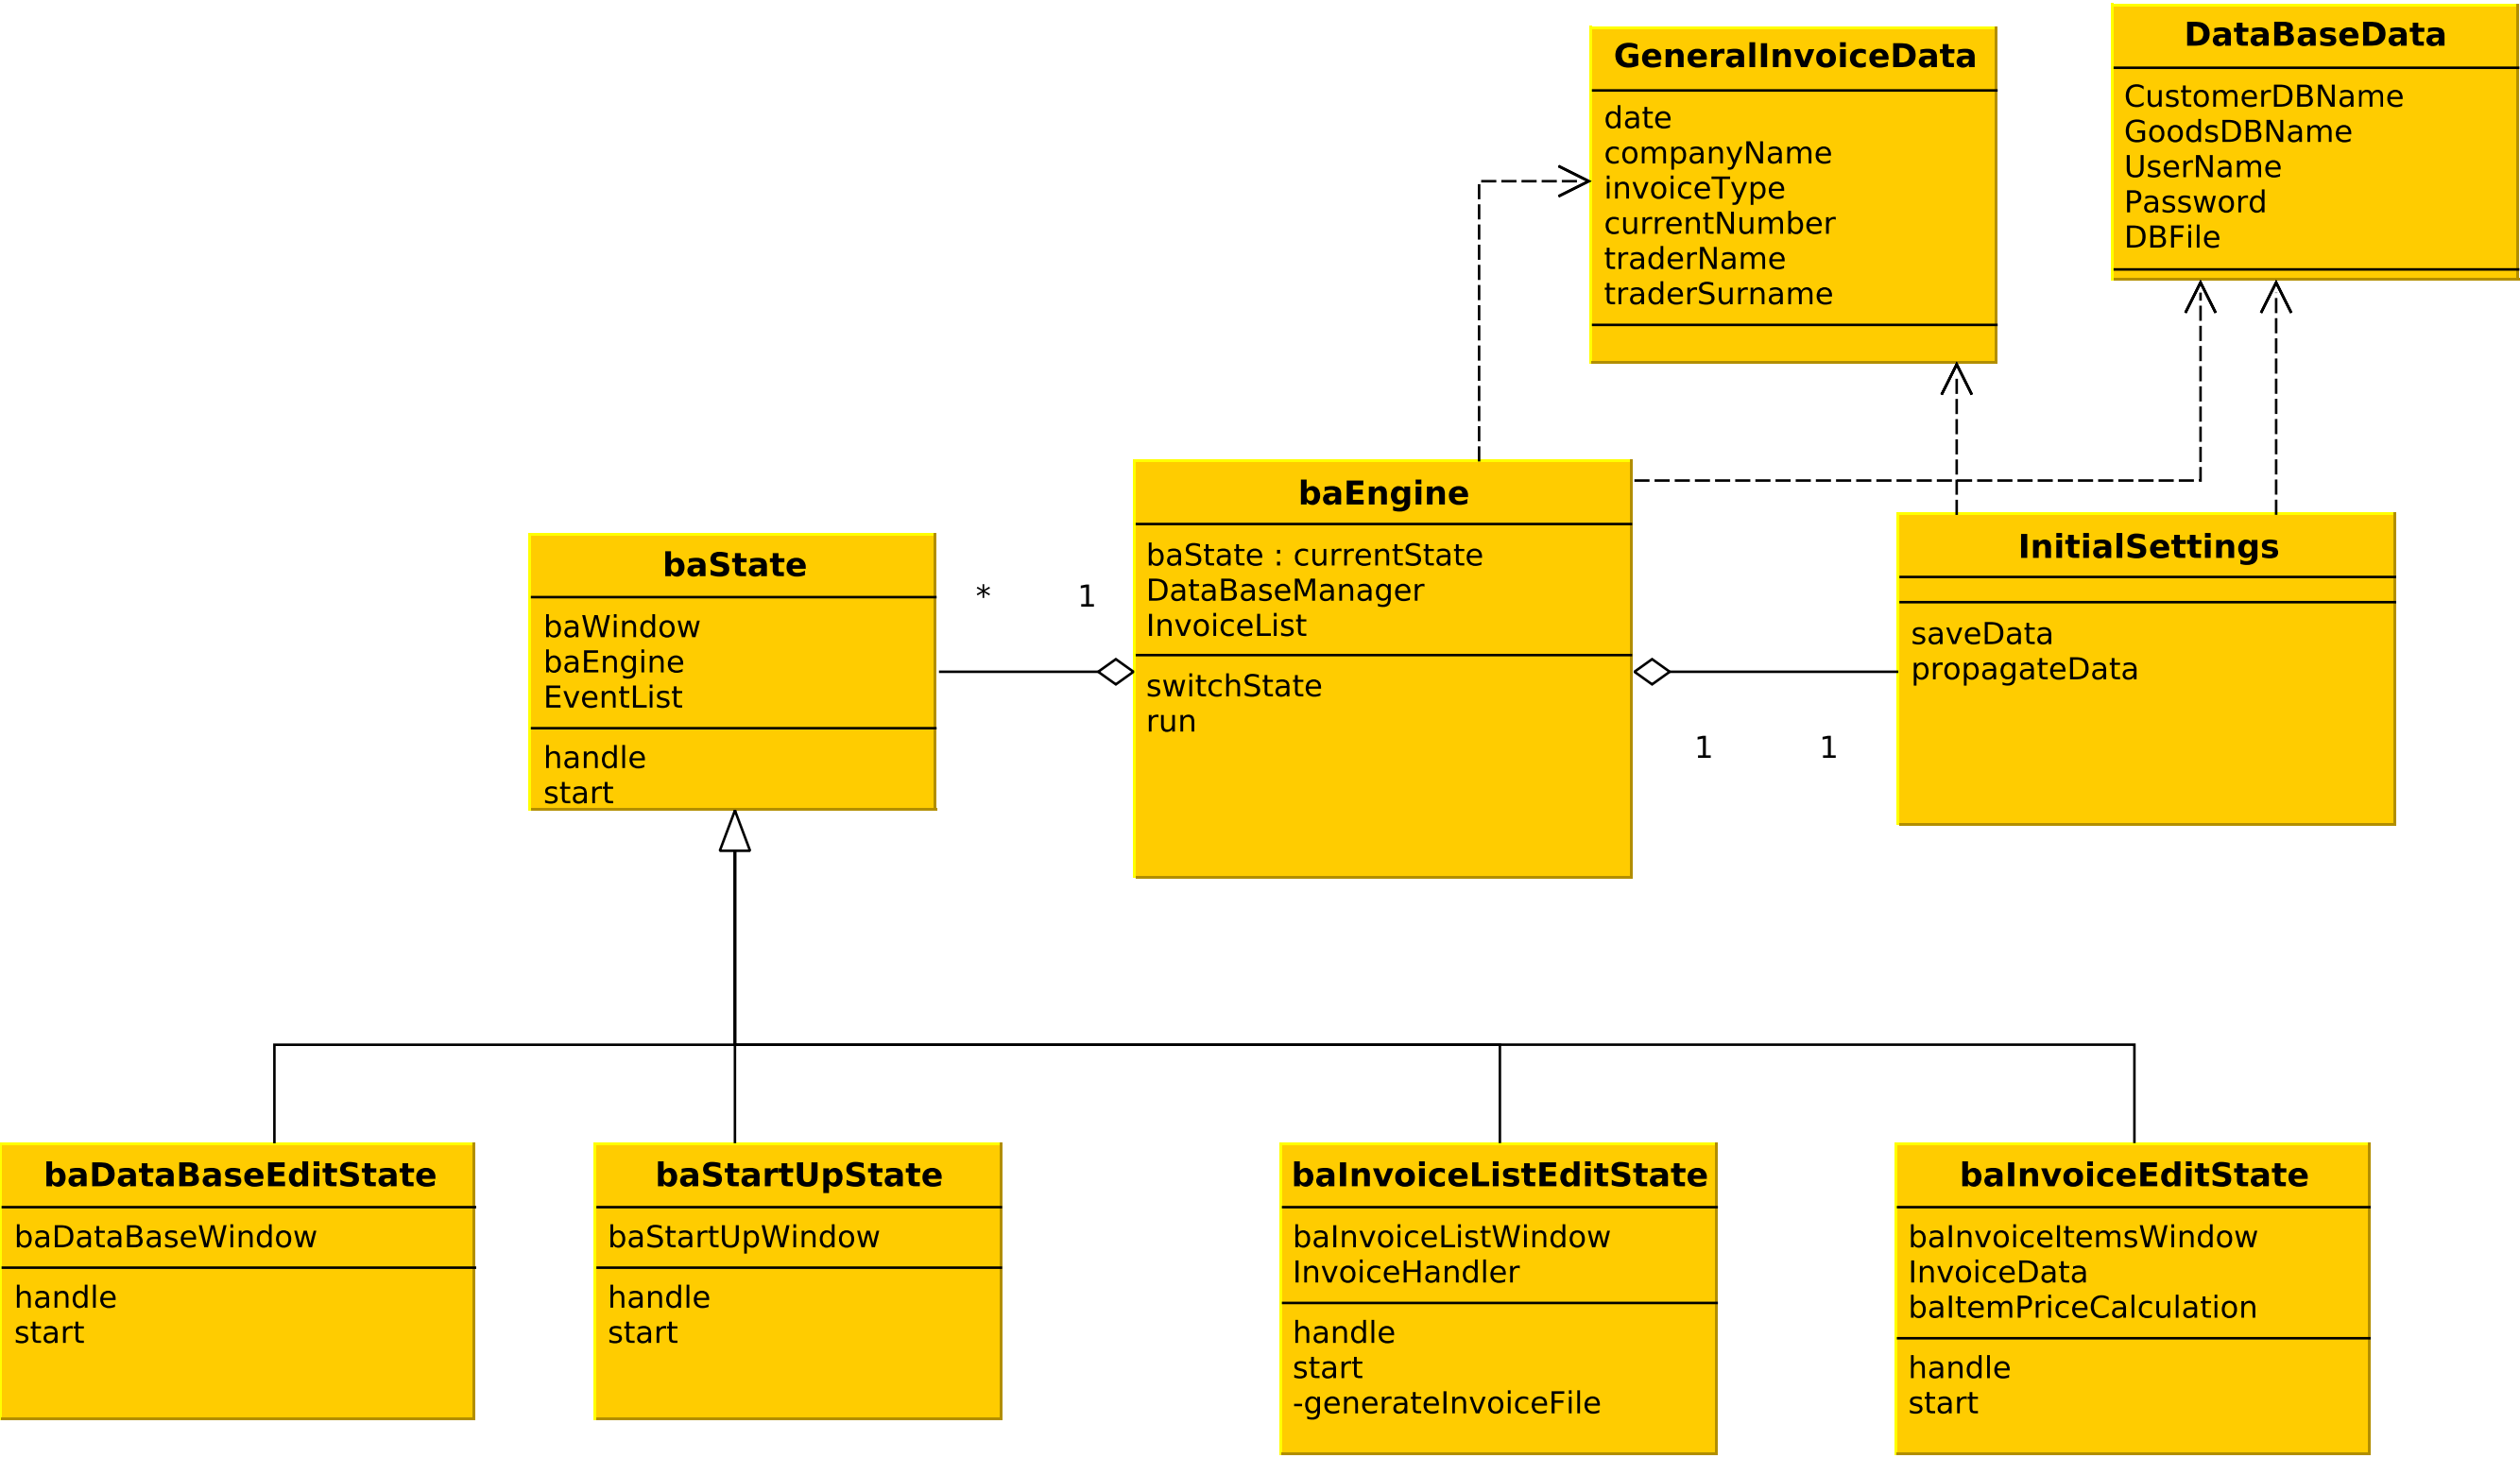 GeneralInvoiceData
date
companyName
invoiceType
currentNumber
traderName
traderSurname
DataBaseData
CustomerDBName
GoodsDBName
UserName
Password
DBFile
baState
baWindow
baEngine
EventList
handle
start
* 1
baEngine
baState : currentState
DataBaseManager
InvoiceList
switchState
run
1 1
InitialSettings
saveData
propagateData
baDataBaseEditState
baDataBaseWindow
handle
start
baStartUpState
baStartUpWindow
handle
start
baInvoiceListEditState
baInvoiceListWindow
InvoiceHandler
handle
start
-generateInvoiceFile
baInvoiceEditState
baInvoiceItemsWindow
InvoiceData
baItemPriceCalculation
handle
start